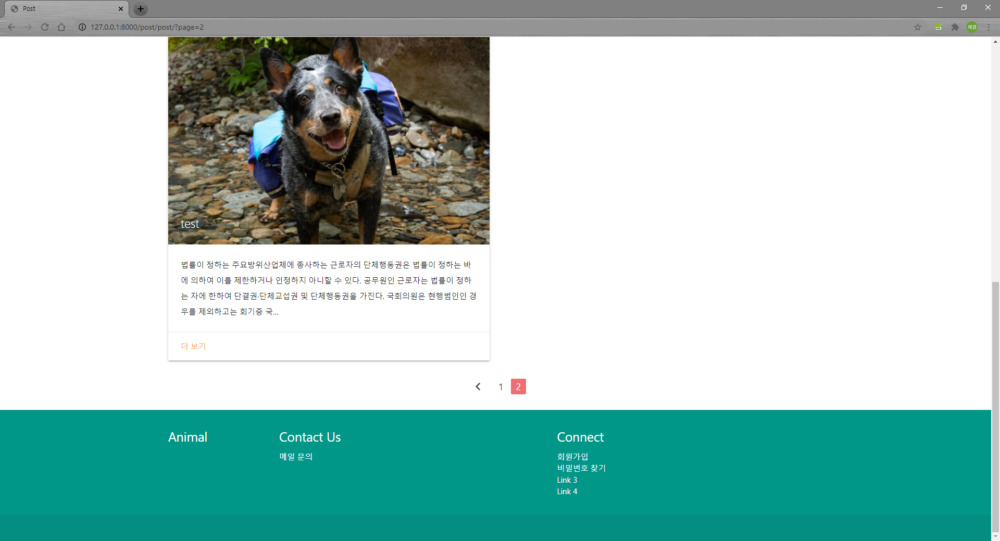 Post
127.0.0.1:8000/post/post/?page=2
재경
test
법률이 정하는 주요방위산업체에 종사하는 근로자의 단체행동권은 법률이 정하는 바
에 의하여 이를 제한하거나 인정하지 아니할 수 있다. 공무원인 근로자는 법률이 정하
는 자에 한하여 단결권·단체교섭권 및 단체행동권을 가진다. 국회의원은 현행범인인 경
우를 제외하고는 회기중 국...
더 보기
1 2
Animal
Contact Us
메일 문의
Connect
회원가입
비밀번호 찾기
Link 3
Link 4